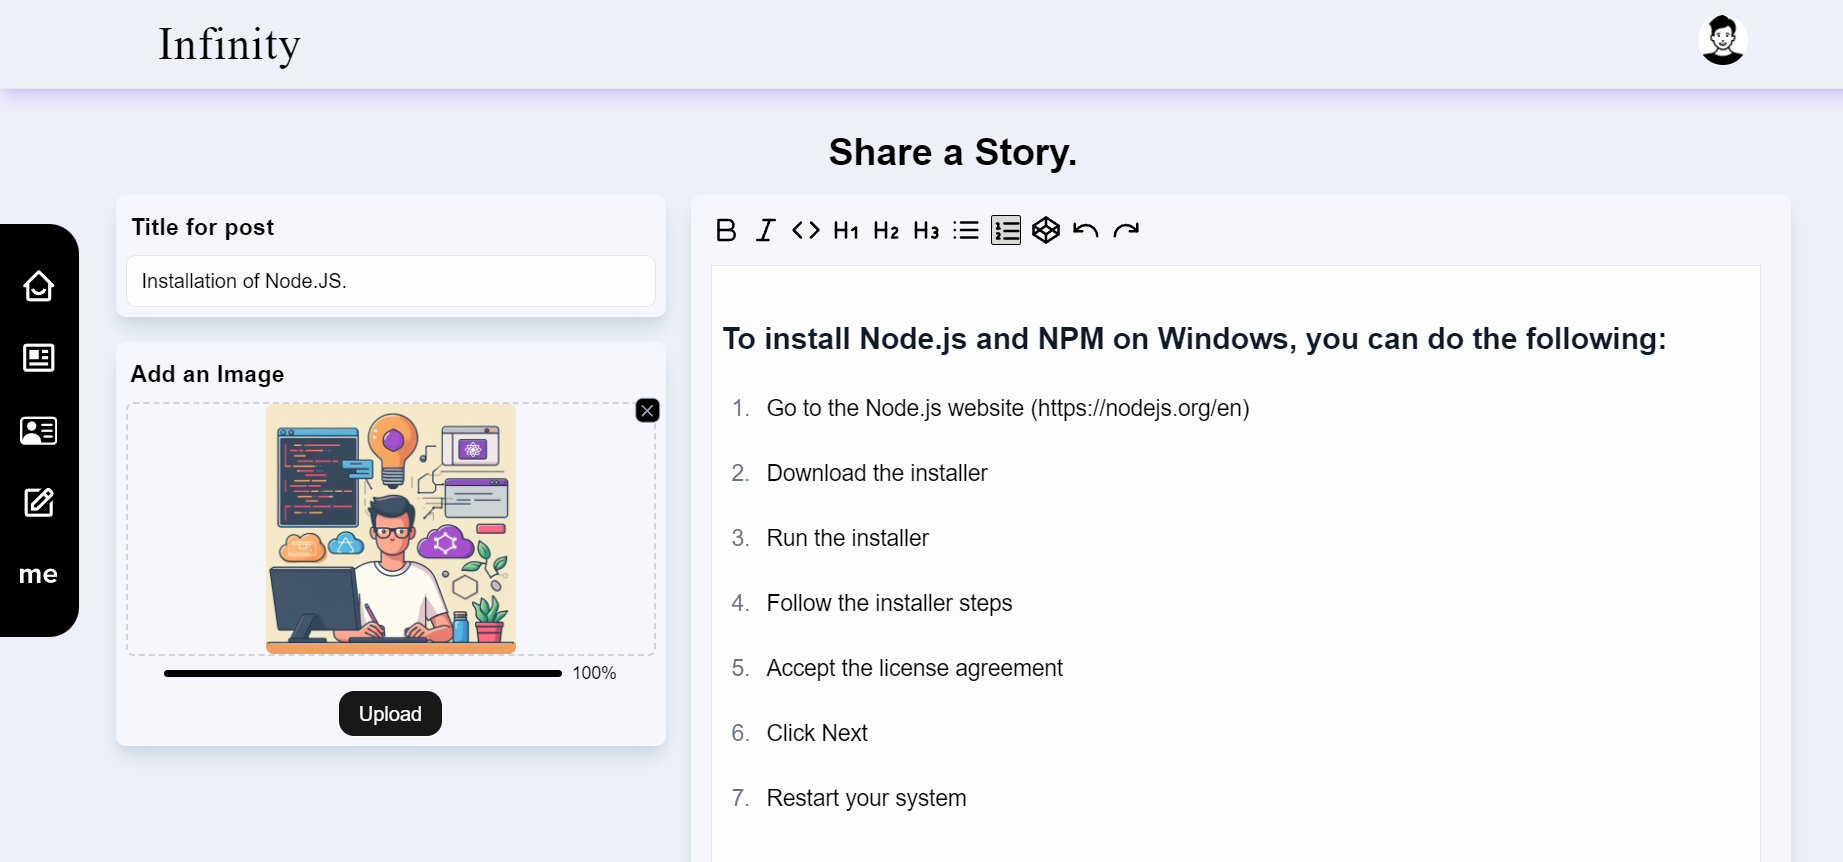 Infinity
Share a Story.
Title for post
Installation of Node.JS.
Add an Image
100%
Upload
me
B I <> H1 H2 H3
To install Node.js and NPM on Windows, you can do the following:
1. Go to the Node.js website (https://nodejs.org/en)
2. Download the installer
3. Run the installer
4. Follow the installer steps
5. Accept the license agreement
6. Click Next
7. Restart your system